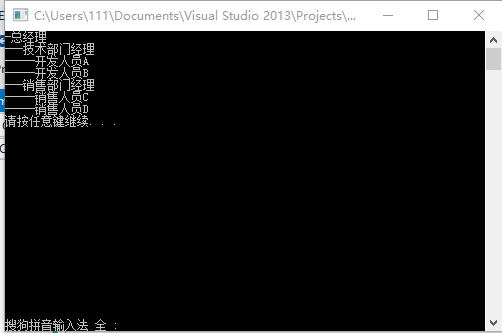 C:\Users\111\Documents\Visual Studio 2013\Projects\...
-总经理
---技术部门经理
-----开发人员A
-----开发人员B
---销售部门经理
-----销售人员C
-----销售人员D
请按任意键继续. . .
搜狗拼音输入法 全 :